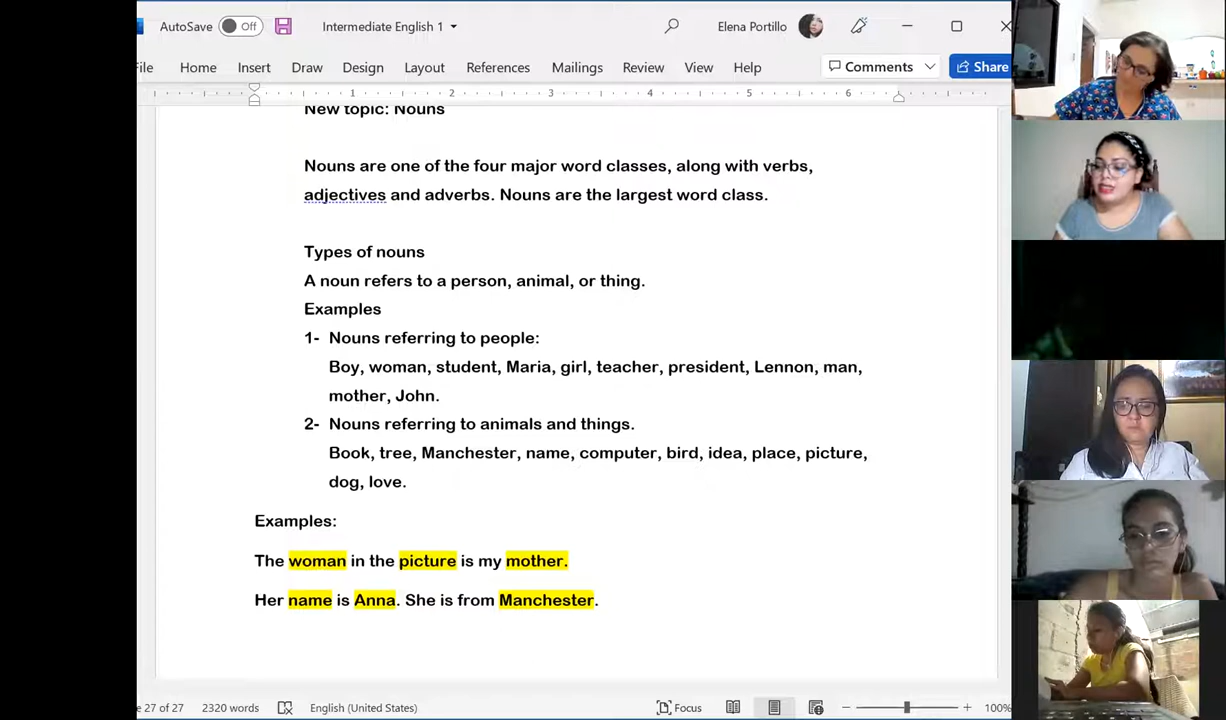 AutoSave Off Intermediate English 1 Elena Portillo
File Home Insert Draw Design Layout References Mailings Review View Help Comments Share
1 2 3 4 5 6
New topic: Nouns
Nouns are one of the four major word classes, along with verbs,
adjectives and adverbs. Nouns are the largest word class.
Types of nouns
A noun refers to a person, animal, or thing.
Examples
1- Nouns referring to people:
Boy, woman, student, Maria, girl, teacher, president, Lennon, man,
mother, John.
2- Nouns referring to animals and things.
Book, tree, Manchester, name, computer, bird, idea, place, picture,
dog, love.
Examples:
The woman in the picture is my mother.
Her name is Anna. She is from Manchester.
27 of 27 2320 words English (United States) Focus 100%